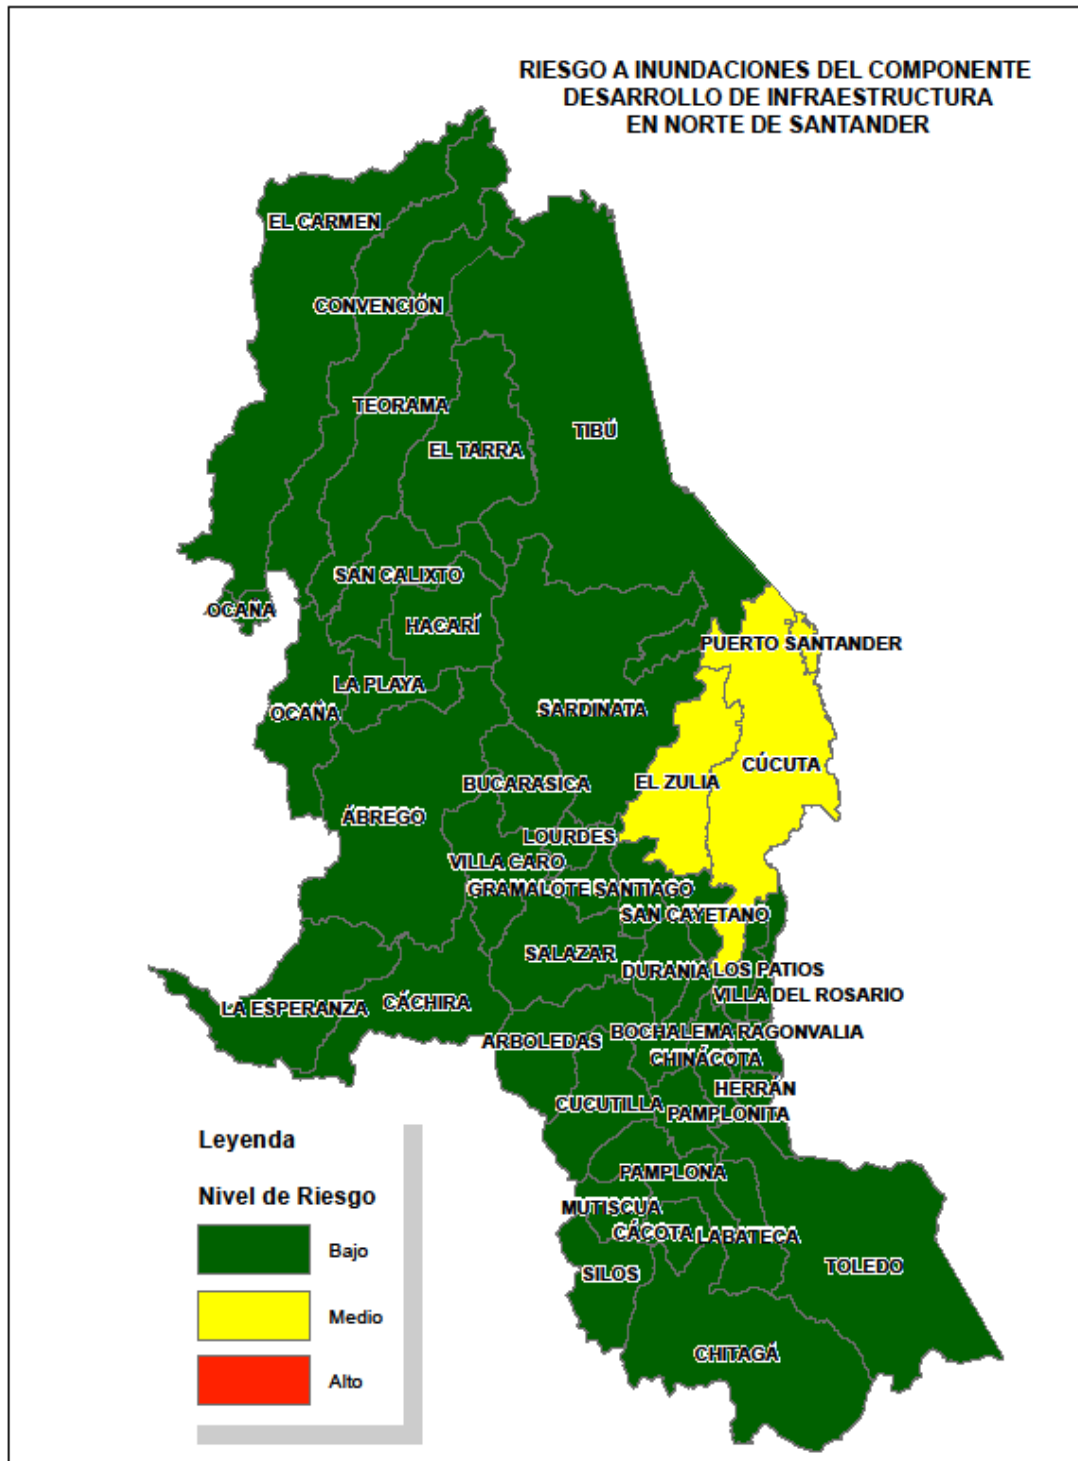 RIESGO A INUNDACIONES DEL COMPONENTE
DESARROLLO DE INFRAESTRUCTURA
EN NORTE DE SANTANDER
EL CARMEN
CONVENCIÓN
TEORAMA
TIBÚ
EL TARRA
SAN CALIXTO
OCAÑA
HACARÍ
PUERTO SANTANDER
LA PLAYA
OCAÑA
SARDINATA
CÚCUTA
BUCARASICA
EL ZULIA
ÁBREGO
LOURDES
VILLA CARO
GRAMALOTE SANTIAGO
SAN CAYETANO
SALAZAR
DURANIA LOS PATIOS
VILLA DEL ROSARIO
LA ESPERANZA
CÁCHIRA
BOCHALEMA RAGONVALIA
ARBOLEDAS
CHINÁCOTA
HERRÁN
CUCUTILLA
PAMPLONITA
PAMPLONA
MUTISCUA
CÁCOTA LABATECA
TOLEDO
SILOS
CHITAGÁ
Leyenda
Nivel de Riesgo
Bajo
Medio
Alto